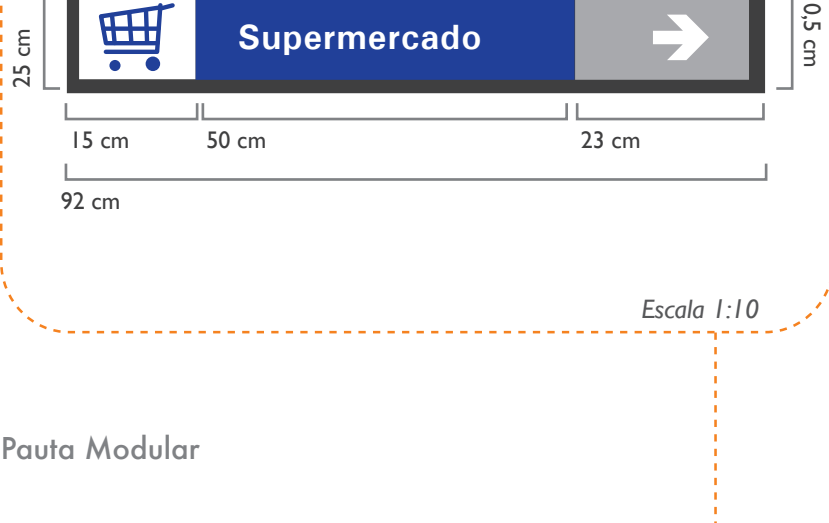 25 cm
Supermercado
0,5 cm
15 cm 50 cm 23 cm
92 cm
Escala 1:10
Pauta Modular